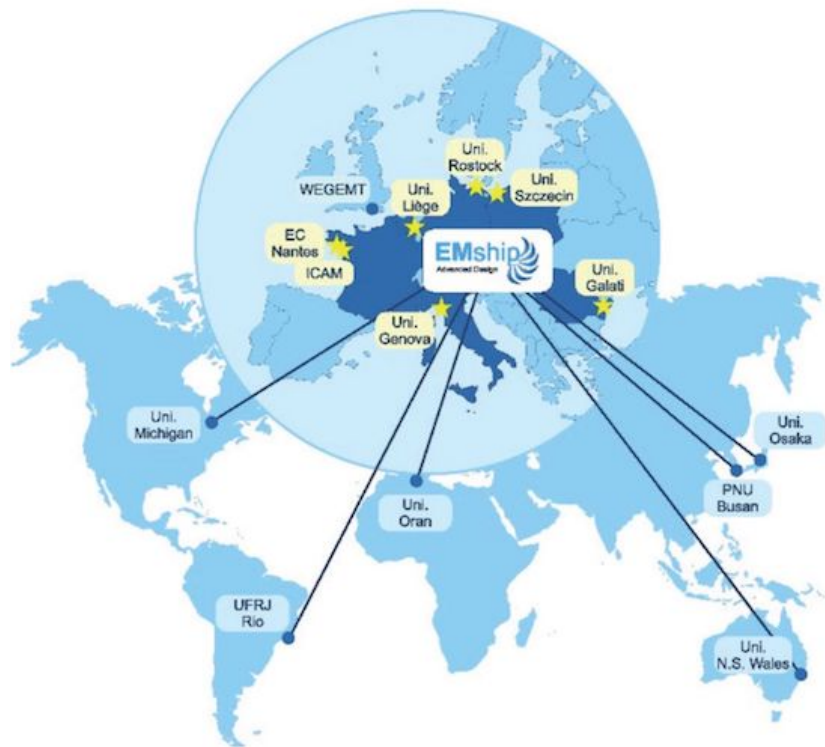 Uni.
Rostock
WEGEMT
Uni.
Liège
Uni.
Szczecin
EC
Nantes
ICAM
EMship
Advanced Design
Uni.
Galati
Uni.
Genova
Uni.
Michigan
Uni.
Osaka
PNU
Busan
Uni.
Oran
UFRJ
Rio
Uni.
N.S. Wales